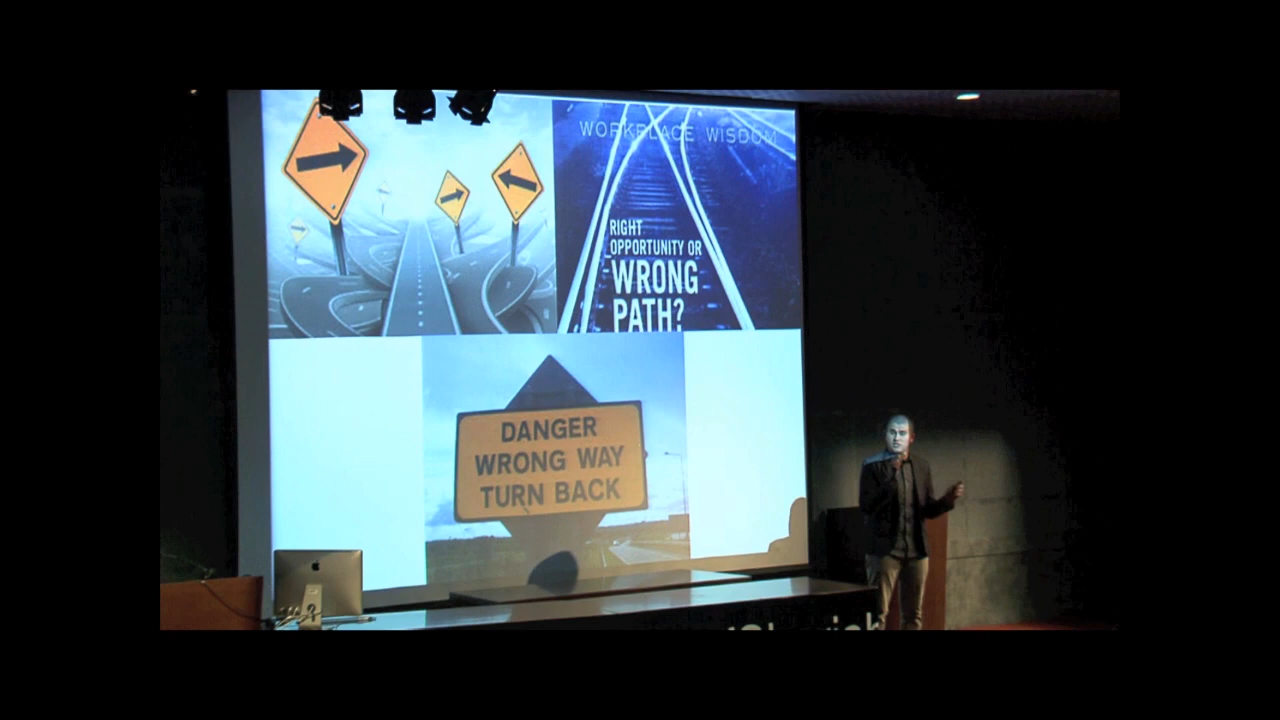 WORKPLACE WISDOM
RIGHT
OPPORTUNITY OR
WRONG
PATH?
DANGER
WRONG WAY
TURN BACK